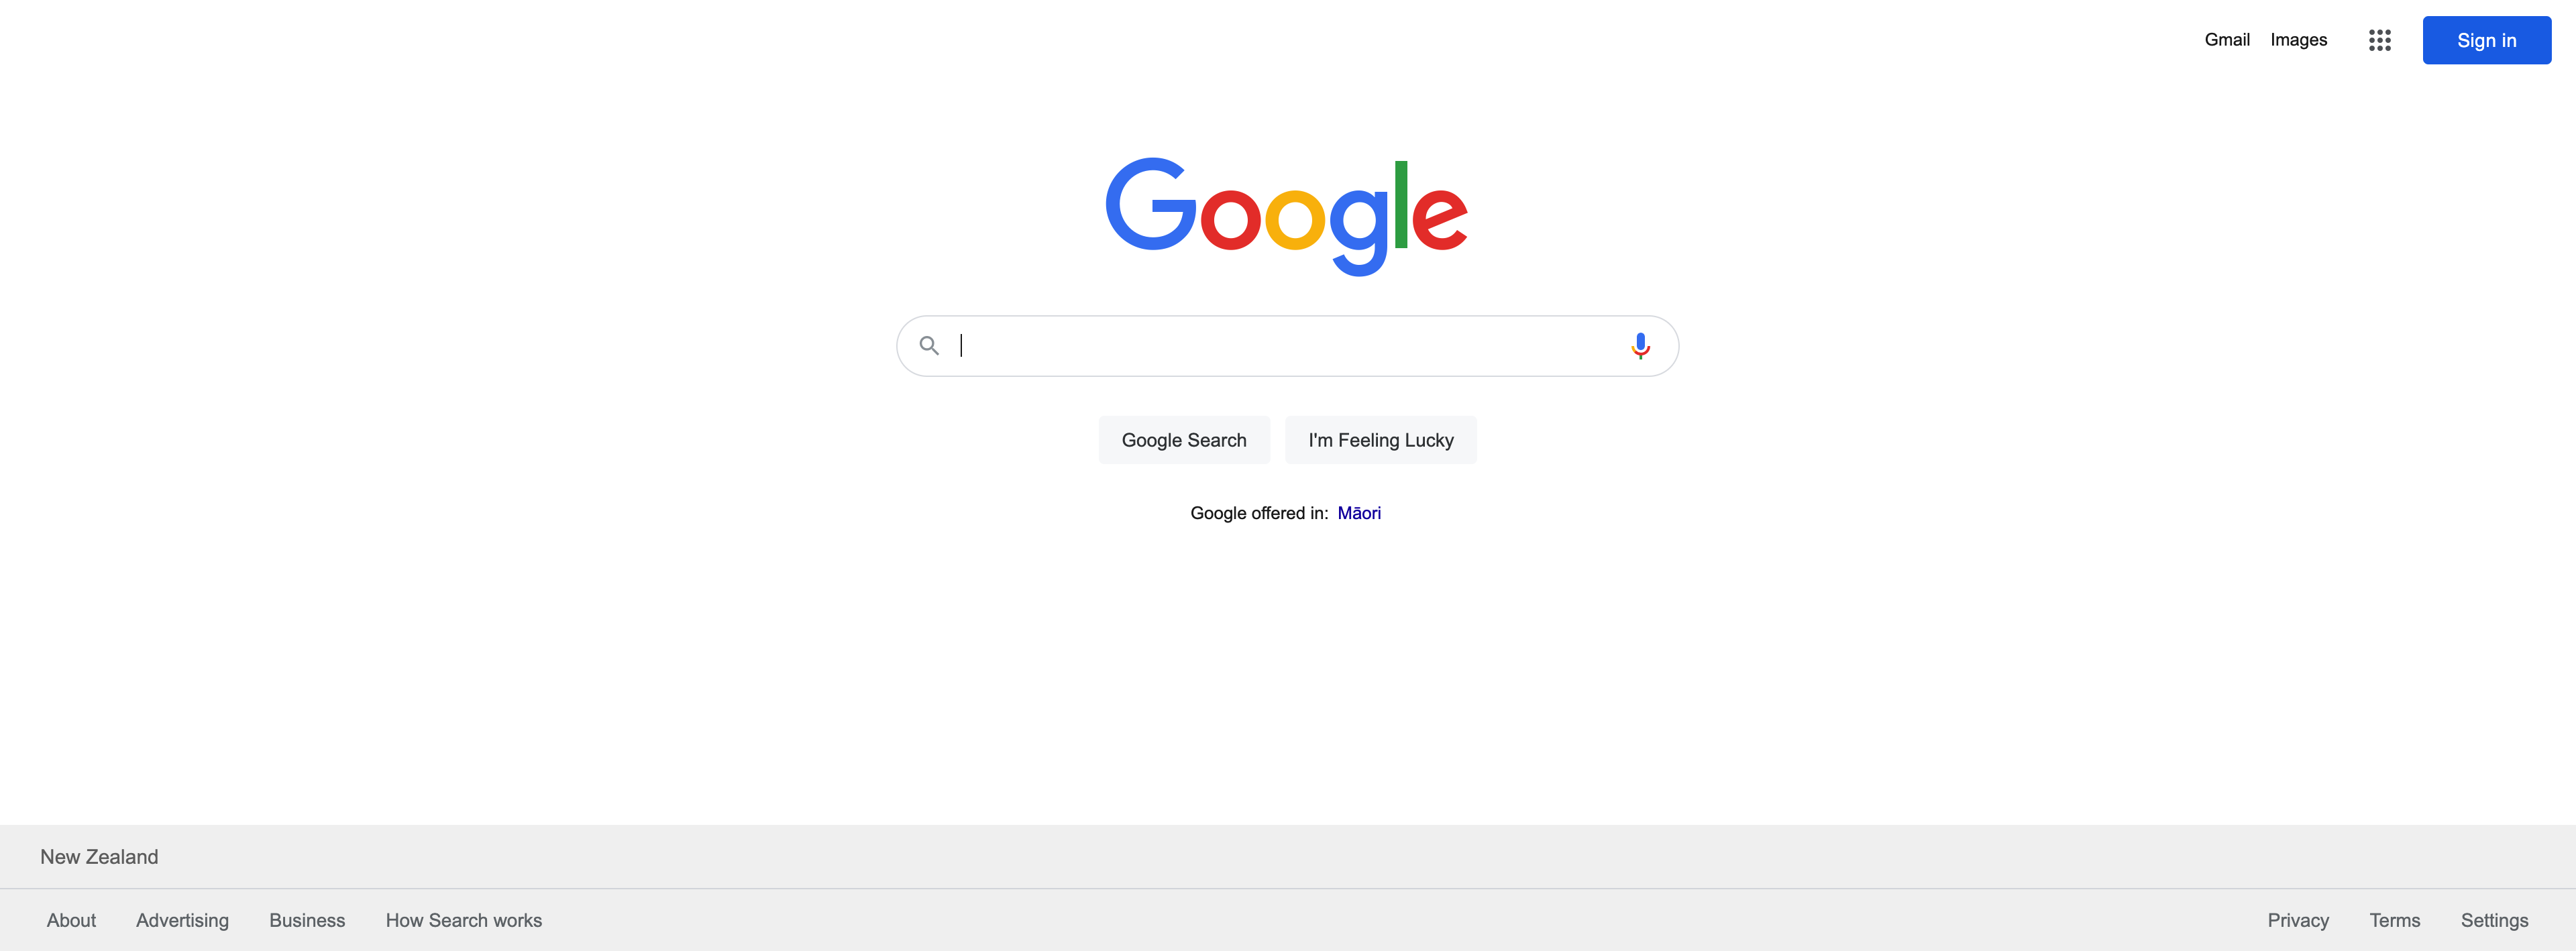 Gmail Images Sign in
Google
Google Search I'm Feeling Lucky
Google offered in: Māori
New Zealand
About Advertising Business How Search works Privacy Terms Settings